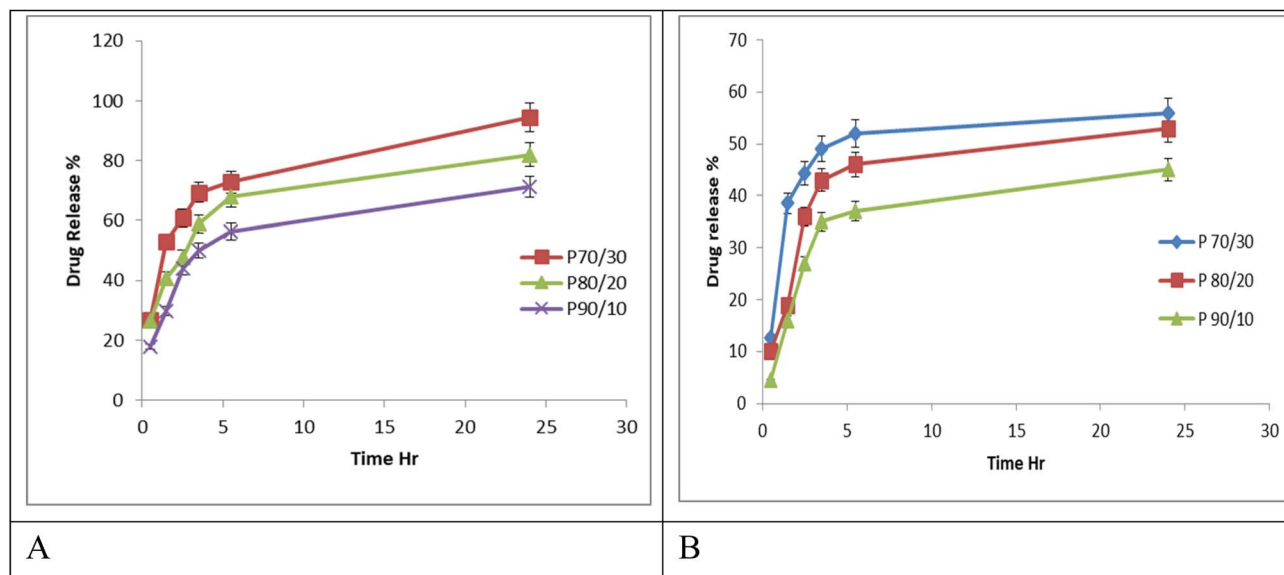 120
100
80
60
40
20
0
Drug Release %
0 5 10 15 20 25 30
Time Hr
P70/30
P80/20
P90/10
A
70
60
50
40
30
20
10
0
Drug release %
0 5 10 15 20 25 30
Time Hr
P 70/30
P 80/20
P 90/10
B